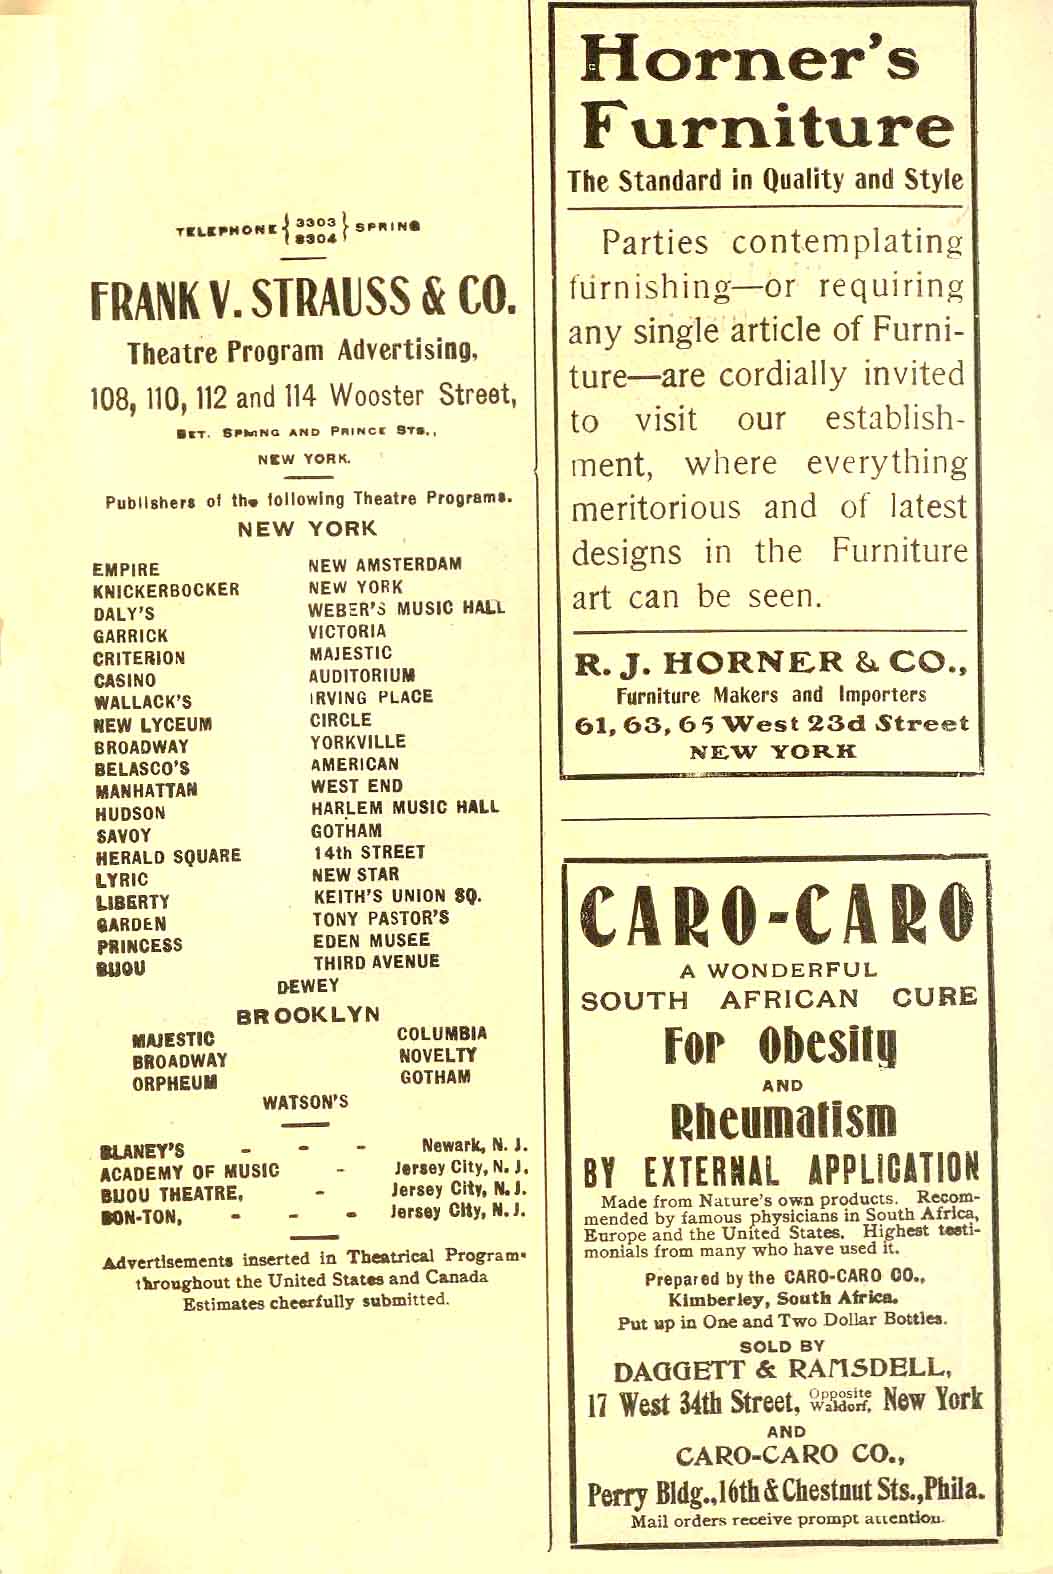 TELEPHONE { 3303 8304 } SPRING
FRANK V. STRAUSS & CO.
Theatre Program Advertising,
108, 110, 112 and 114 Wooster Street,
BET. SPRING AND PRINCE STS.,
NEW YORK.
Publishers of the following Theatre Programs.
NEW YORK
EMPIRE
KNICKERBOCKER
DALY'S
GARRICK
CRITERION
CASINO
WALLACK'S
NEW LYCEUM
BROADWAY
BELASCO'S
MANHATTAN
HUDSON
SAVOY
HERALD SQUARE
LYRIC
LIBERTY
GARDEN
PRINCESS
BIJOU
NEW AMSTERDAM
NEW YORK
WEBER'S MUSIC HALL
VICTORIA
MAJESTIC
AUDITORIUM
IRVING PLACE
CIRCLE
YORKVILLE
AMERICAN
WEST END
HARLEM MUSIC HALL
GOTHAM
14th STREET
NEW STAR
KEITH'S UNION SQ.
TONY PASTOR'S
EDEN MUSEE
THIRD AVENUE
DEWEY
BROOKLYN
MAJESTIC
BROADWAY
ORPHEUM
COLUMBIA
NOVELTY
GOTHAM
WATSON'S
BLANEY'S - - - Newark, N. J.
ACADEMY OF MUSIC - Jersey City, N. J.
BIJOU THEATRE, - Jersey City, N. J.
BON-TON, - - - Jersey City, N. J.
Advertisements inserted in Theatrical Programs
throughout the United States and Canada
Estimates cheerfully submitted.
Horner's
Furniture
The Standard in Quality and Style
Parties contemplating
furnishing—or requiring
any single article of Furni-
ture—are cordially invited
to visit our establish-
ment, where everything
meritorious and of latest
designs in the Furniture
art can be seen.
R. J. HORNER & CO.,
Furniture Makers and Importers
61, 63, 65 West 23d Street
NEW YORK
CARO-CARO
A WONDERFUL
SOUTH AFRICAN CURE
For Obesity
AND
Rheumatism
BY EXTERNAL APPLICATION
Made from Nature's own products. Recom-
mended by famous physicians in South Africa,
Europe and the United States. Highest testi-
monials from many who have used it.
Prepared by the CARO-CARO CO.,
Kimberley, South Africa.
Put up in One and Two Dollar Bottles.
SOLD BY
DAGGETT & RAMSDELL,
17 West 34th Street, Opposite Waldorf, New York
AND
CARO-CARO CO.,
Perry Bldg., 16th & Chestnut Sts., Phila.
Mail orders receive prompt attention.